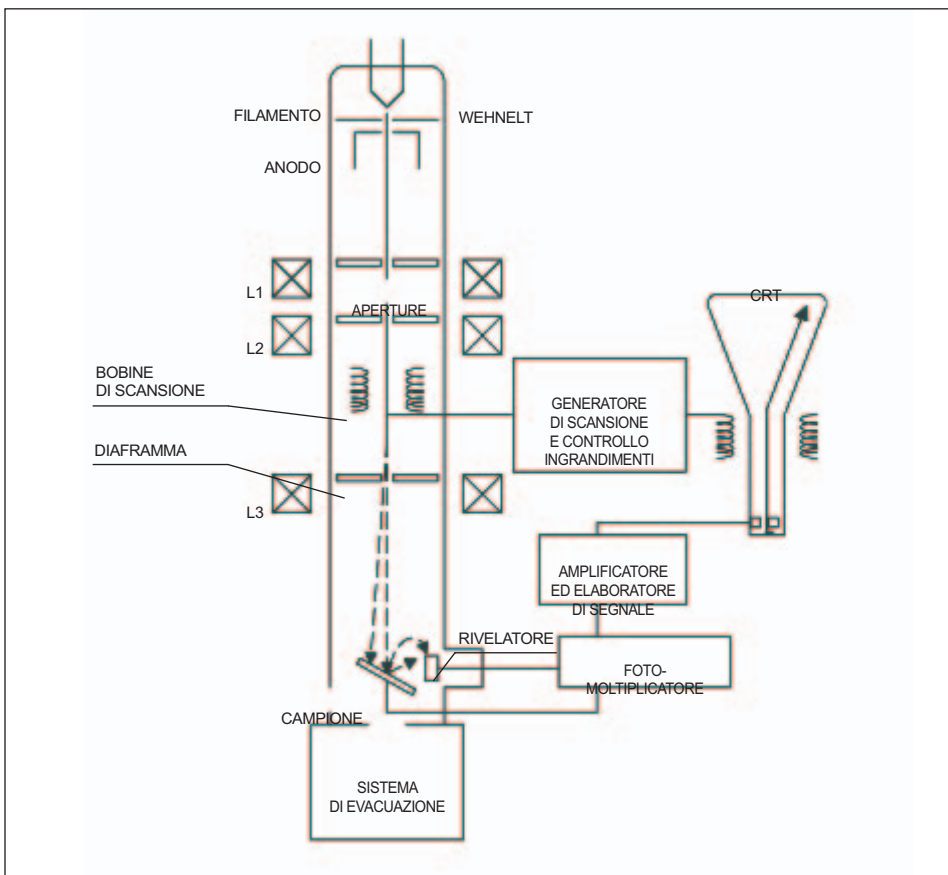 FILAMENTO
WEHNELT
ANODO
L1
CRT
APERTURE
L2
BOBINE
DI SCANSIONE
GENERATORE
DI SCANSIONE
E CONTROLLO
INGRANDIMENTI
DIAFRAMMA
L3
AMPLIFICATORE
ED ELABORATORE
DI SEGNALE
RIVELATORE
FOTO-
MOLTIPLICATORE
CAMPIONE
SISTEMA
DI EVACUAZIONE